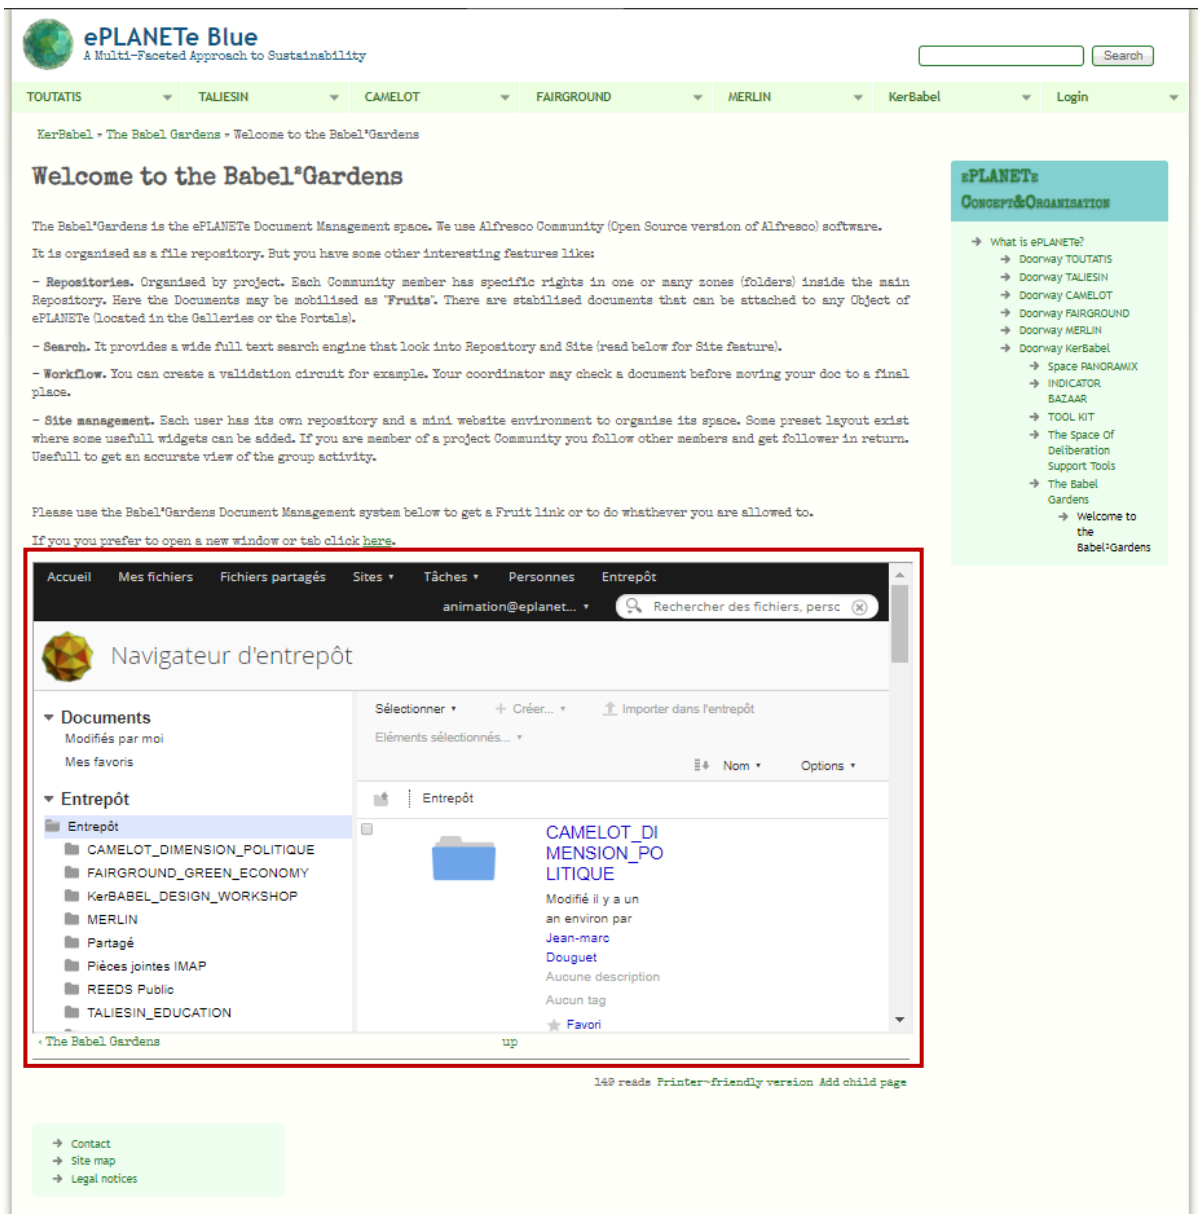 ePLANETe Blue
A Multi-Faceted Approach to Sustainability
Search
TOUTATIS TALIESIN CAMELOT FAIRGROUND MERLIN KerBabel Login
KerBabel » The Babel Gardens » Welcome to the Babel²Gardens
Welcome to the Babel²Gardens
The Babel²Gardens is the ePLANETe Document Management space. We use Alfresco Community (Open Source version of Alfresco) software.
It is organised as a file repository. But you have some other interesting features like:
- Repositories. Organised by project. Each Community member has specific rights in one or many zones (folders) inside the main
Repository. Here the Documents may be mobilised as "Fruits". There are stabilised documents that can be attached to any Object of
ePLANETe (located in the Galleries or the Portals).
- Search. It provides a wide full text search engine that look into Repository and Site (read below for Site feature).
- Workflow. You can create a validation circuit for example. Your coordinator may check a document before moving your doc to a final
place.
- Site management. Each user has its own repository and a mini website environment to organise its space. Some preset layout exist
where some usefull widgets can be added. If you are member of a project Community you follow other members and get follower in return.
Usefull to get an accurate view of the group activity.
Please use the Babel²Gardens Document Management system below to get a Fruit link or to do whathever you are allowed to.
If you you prefer to open a new window or tab click here.
Accueil Mes fichiers Fichiers partagés Sites Tâches Personnes Entrepôt
animation@eplanet... Rechercher des fichiers, persc
Navigateur d'entrepôt
Documents
Modifiés par moi
Mes favoris
Entrepôt
Entrepôt
CAMELOT_DIMENSION_POLITIQUE
FAIRGROUND_GREEN_ECONOMY
KerBABEL_DESIGN_WORKSHOP
MERLIN
Partagé
Pièces jointes IMAP
REEDS Public
TALIESIN_EDUCATION
Sélectionner + Créer... Importer dans l'entrepôt
Eléments sélectionnés...
Nom Options
Entrepôt
CAMELOT_DI
MENSION_PO
LITIQUE
Modifié il y a un
an environ par
Jean-marc
Douguet
Aucune description
Aucun tag
Favori
‹ The Babel Gardens up
149 reads Printer-friendly version Add child page
ePLANETe
Concept&Organisation
What is ePLANETe?
Doorway TOUTATIS
Doorway TALIESIN
Doorway CAMELOT
Doorway FAIRGROUND
Doorway MERLIN
Doorway KerBabel
Space PANORAMIX
INDICATOR
BAZAAR
TOOL KIT
The Space Of
Deliberation
Support Tools
The Babel
Gardens
Welcome to
the
Babel²Gardens
Contact
Site map
Legal notices